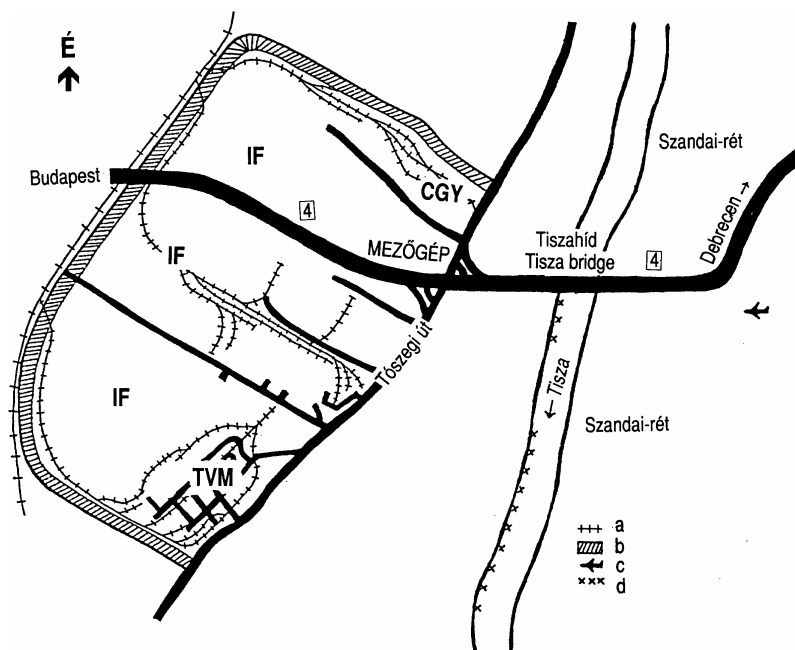 É
Szandai-rét
IF
Budapest
CGY
4
Debrecen →
MEZŐGÉP
Tiszahíd
Tisza bridge
4
IF
Tószegi út
← Tisza
IF
Szandai-rét
TVM
a
b
c
d